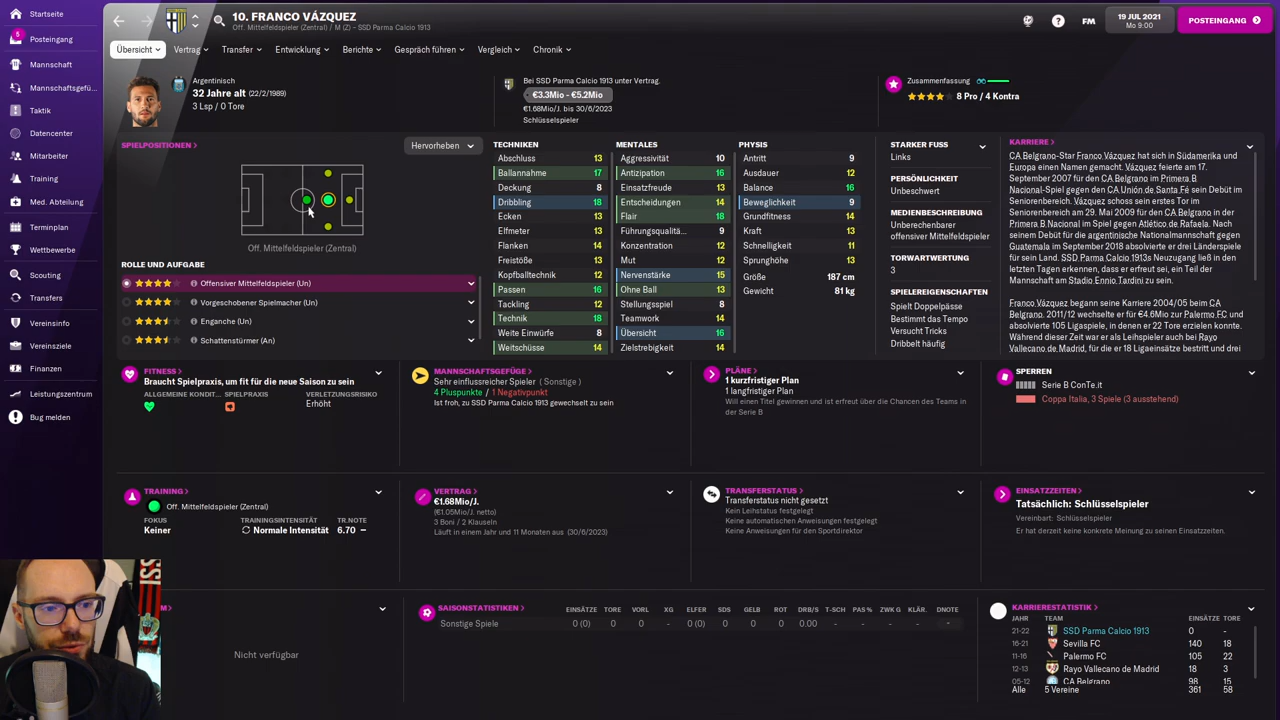 Startseite
5
Posteingang
Mannschaft
Mannschaftsgefü...
Taktik
Datencenter
Mitarbeiter
Training
Med. Abteilung
Terminplan
Wettbewerbe
Scouting
Transfers
Vereinsinfo
Vereinsziele
Finanzen
Pläne
Leistungszentrum
Bug melden
10. FRANCO VÁZQUEZ
Off. Mittelfeldspieler (Zentral) / M (Z) - SSD Parma Calcio 1913
FM
19 JUL 2021
Mo 9:00
POSTEINGANG
Übersicht
Vertrag
Transfer
Entwicklung
Berichte
Gespräch führen
Vergleich
Chronik
Argentinisch
32 Jahre alt (22/2/1989)
3 Lsp / 0 Tore
Bei SSD Parma Calcio 1913 unter Vertrag.
€3.3Mio - €5.2Mio
€1.68Mio/J. bis 30/6/2023
Schlüsselspieler
Zusammenfassung
8 Pro / 4 Kontra
SPIELPOSITIONEN
Hervorheben
Off. Mittelfeldspieler (Zentral)
ROLLE UND AUFGABE
Offensiver Mittelfeldspieler (Un)
Vorgeschobener Spielmacher (Un)
Enganche (Un)
Schattenstürmer (An)
TECHNIKEN
Abschluss 13
Ballannahme 17
Deckung 8
Dribbling 18
Ecken 13
Elfmeter 13
Flanken 14
Freistöße 13
Kopfballtechnik 12
Passen 16
Tackling 12
Technik 18
Weite Einwürfe 8
Weitschüsse 14
MENTALES
Aggressivität 10
Antizipation 16
Einsatzfreude 13
Entscheidungen 14
Flair 18
Führungsqualitä... 9
Konzentration 12
Mut 12
Nervenstärke 15
Ohne Ball 13
Stellungsspiel 8
Teamwork 14
Übersicht 16
Zielstrebigkeit 14
PHYSIS
Antritt 9
Ausdauer 12
Balance 16
Beweglichkeit 9
Grundfitness 14
Kraft 13
Schnelligkeit 11
Sprunghöhe 13
Größe 187 cm
Gewicht 81 kg
STARKER FUSS
Links
PERSÖNLICHKEIT
Unbeschwert
MEDIENBESCHREIBUNG
Unberechenbarer
offensiver Mittelfeldspieler
TORWARTWERTUNG
3
SPIELEREIGENSCHAFTEN
Spielt Doppelpässe
Bestimmt das Tempo
Versucht Tricks
Dribbelt häufig
KARRIERE
CA Belgrano-Star Franco Vázquez hat sich in Südamerika und
Europa einen Namen gemacht. Vázquez feierte am 17.
September 2007 für den CA Belgrano im Primera B
Nacional-Spiel gegen den CA Unión de Santa Fé sein Debüt im
Seniorenbereich. Vázquez schoss sein erstes Tor im
Seniorenbereich am 29. Mai 2009 für den CA Belgrano in
Primera B Nacional im Spiel gegen Atlético de Rafaela. Nach
seinem Debüt für die argentinische Nationalmannschaft gegen
Guatemala im September 2018 absolvierte er drei Länderspiele
für sein Land. SSD Parma Calcio 1913s Neuzugang ließ in den
letzten Tagen erkennen, dass er erfreut sei, ein Teil der
Mannschaft am Stadio Ennio Tardini zu sein.
Franco Vázquez begann seine Karriere 2004/05 beim CA
Belgrano. 2011/12 wechselte er für €4.6Mio zur Palermo FC und
absolvierte 105 Ligaspiele, in denen er 22 Tore erzielen konnte.
Während dieser Zeit war er als Leihspieler auch bei Rayo
Vallecano de Madrid, für die er 18 Ligaeinsätze bestritt und drei
FITNESS
Braucht Spielpraxis, um fit für die neue Saison zu sein
ALLGEMEINE KONDIT... SPIELPRAXIS VERLETZUNGSRISIKO
Erhöht
MANNSCHAFTSGEFÜGE
Sehr einflussreicher Spieler ( Sonstige )
4 Pluspunkte / 1 Negativpunkt
Ist froh, zu SSD Parma Calcio 1913 gewechselt zu sein
PLÄNE
1 kurzfristiger Plan
1 langfristiger Plan
Will einen Titel gewinnen und ist erfreut über die Chancen des Teams in
der Serie B
SPERREN
Serie B ConTe.it
Coppa Italia, 3 Spiele (3 ausstehend)
TRAINING
Off. Mittelfeldspieler (Zentral)
FOKUS TRAININGSINTENSITÄT TR.NOTE
Keiner Normale Intensität 6.70 –
VERTRAG
€1.68Mio/J.
(€1.05Mio/J. netto)
3 Boni / 2 Klauseln
Läuft in einem Jahr und 11 Monaten aus (30/6/2023)
TRANSFERSTATUS
Transferstatus nicht gesetzt
Kein Leihstatus festgelegt
Keine automatischen Anweisungen festgelegt
Keine Anweisungen für den Sportdirektor
EINSATZZEITEN
Tatsächlich: Schlüsselspieler
Vereinbart: Schlüsselspieler
Er hat derzeit keine konkrete Meinung zu seinen Einsatzzeiten.
Nicht verfügbar
SAISONSTATISTIKEN EINSÄTZE TORE VORL XG ELFER SDS GELB ROT DRB/S T-SCH PAS % ZWK G KLÄR. DNOTE
Sonstige Spiele 0 (0) 0 0 - 0 (0) 0 0 0 0.00 - - - - -
KARRIERESTATISTIK
JAHR TEAM EINSÄTZE TORE
21-22 SSD Parma Calcio 1913 0 -
16-21 Sevilla FC 140 18
11-16 Palermo FC 105 22
12-13 Rayo Vallecano de Madrid 18 3
05-12 CA Belgrano 98 15
Alle 5 Vereine 361 58